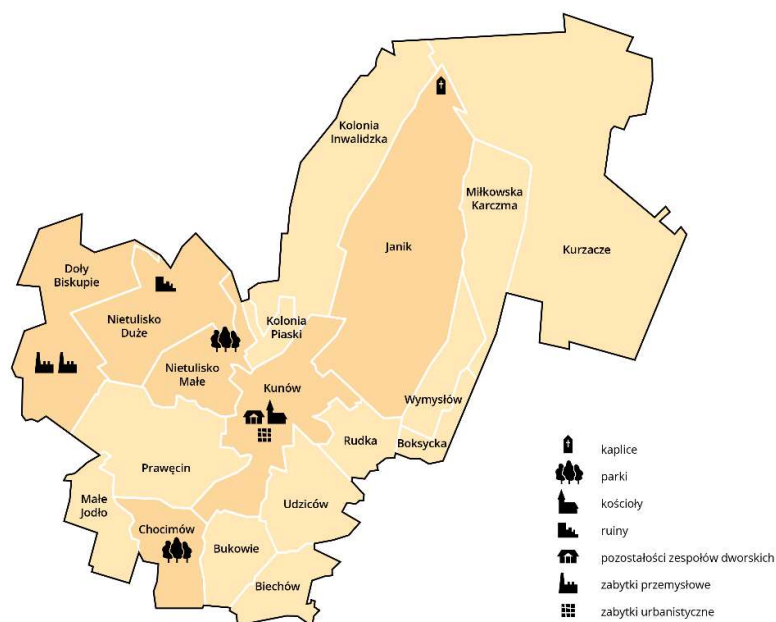 Kolonia
Inwalidzka
Miłkowska
Karczma
Janik
Kurzacze
Doły
Biskupie
Nietulisko
Duże
Kolonia
Piaski
Nietulisko
Małe
Kunów
Wymysłów
Rudka
Boksycka
Prawęcin
Małe
Jodło
Udziców
Chocimów
Bukowie
Biechów
kaplice
parki
kościoły
ruiny
pozostałości zespołów dworskich
zabytki przemysłowe
zabytki urbanistyczne